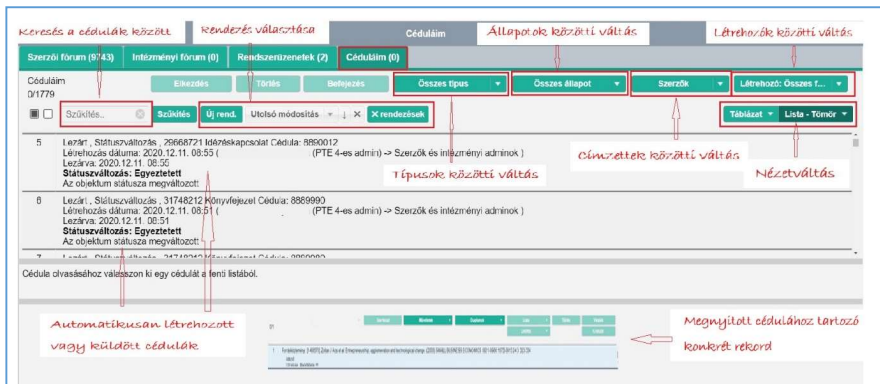 Keresés a cédulák között
Rendezés választása
Céduláim
Állapotok közötti váltás
Létrehozók közötti váltás
Szerzői fórum (9743)
Intézményi fórum (0)
Rendszerüzenetek (2)
Céduláim (0)
Céduláim
0/1779
Elkezdés
Törlés
Befejezés
Összes típus
Összes állapot
Szerzők
Létrehozó: Összes f...
Szűkítés..
Szűkítés
Új rend.
Utolsó módosítás
X rendezések
Táblázat
Lista - Tömör
5 Lezárt , Státuszváltozás , 29668721 Idézéskapcsolat Cédula: 8890012
Létrehozás dátuma: 2020.12.11. 08:55 ( (PTE 4-es admin) -> Szerzők és intézményi adminok )
Lezárva: 2020.12.11. 08:55
Státuszváltozás: Egyeztetett
Az objektum státusza megváltozott
Típusok közötti váltás
Címzettek közötti váltás
Nézetváltás
6 Lezárt , Státuszváltozás , 31748212 Könyvfejezet Cédula: 8889990
Létrehozás dátuma: 2020.12.11. 08:51 ( (PTE 4-es admin) -> Szerzők és intézményi adminok )
Lezárva: 2020.12.11. 08:51
Státuszváltozás: Egyeztetett
Az objektum státusza megváltozott
Cédula olvasásához válasszon ki egy cédulát a fenti listából.
Automatikusan létrehozott
vagy küldött cédulák
Megnyitott cédulához tartozó
konkrét rekord